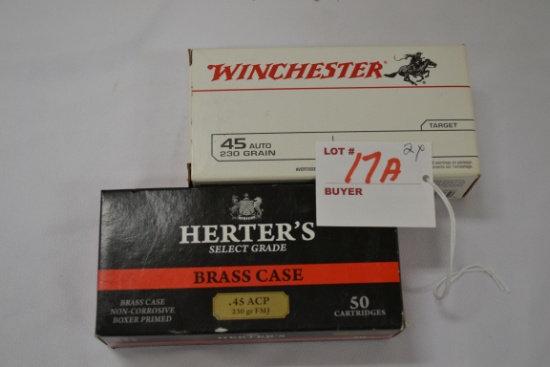 WINCHESTER
45 AUTO
230 GRAIN
TARGET
LOT # 17A 2x
BUYER
HERTER'S
SELECT GRADE
BRASS CASE
BRASS CASE
NON-CORROSIVE
BOXER PRIMED
.45 ACP
230 gr FMJ
50
CARTRIDGES